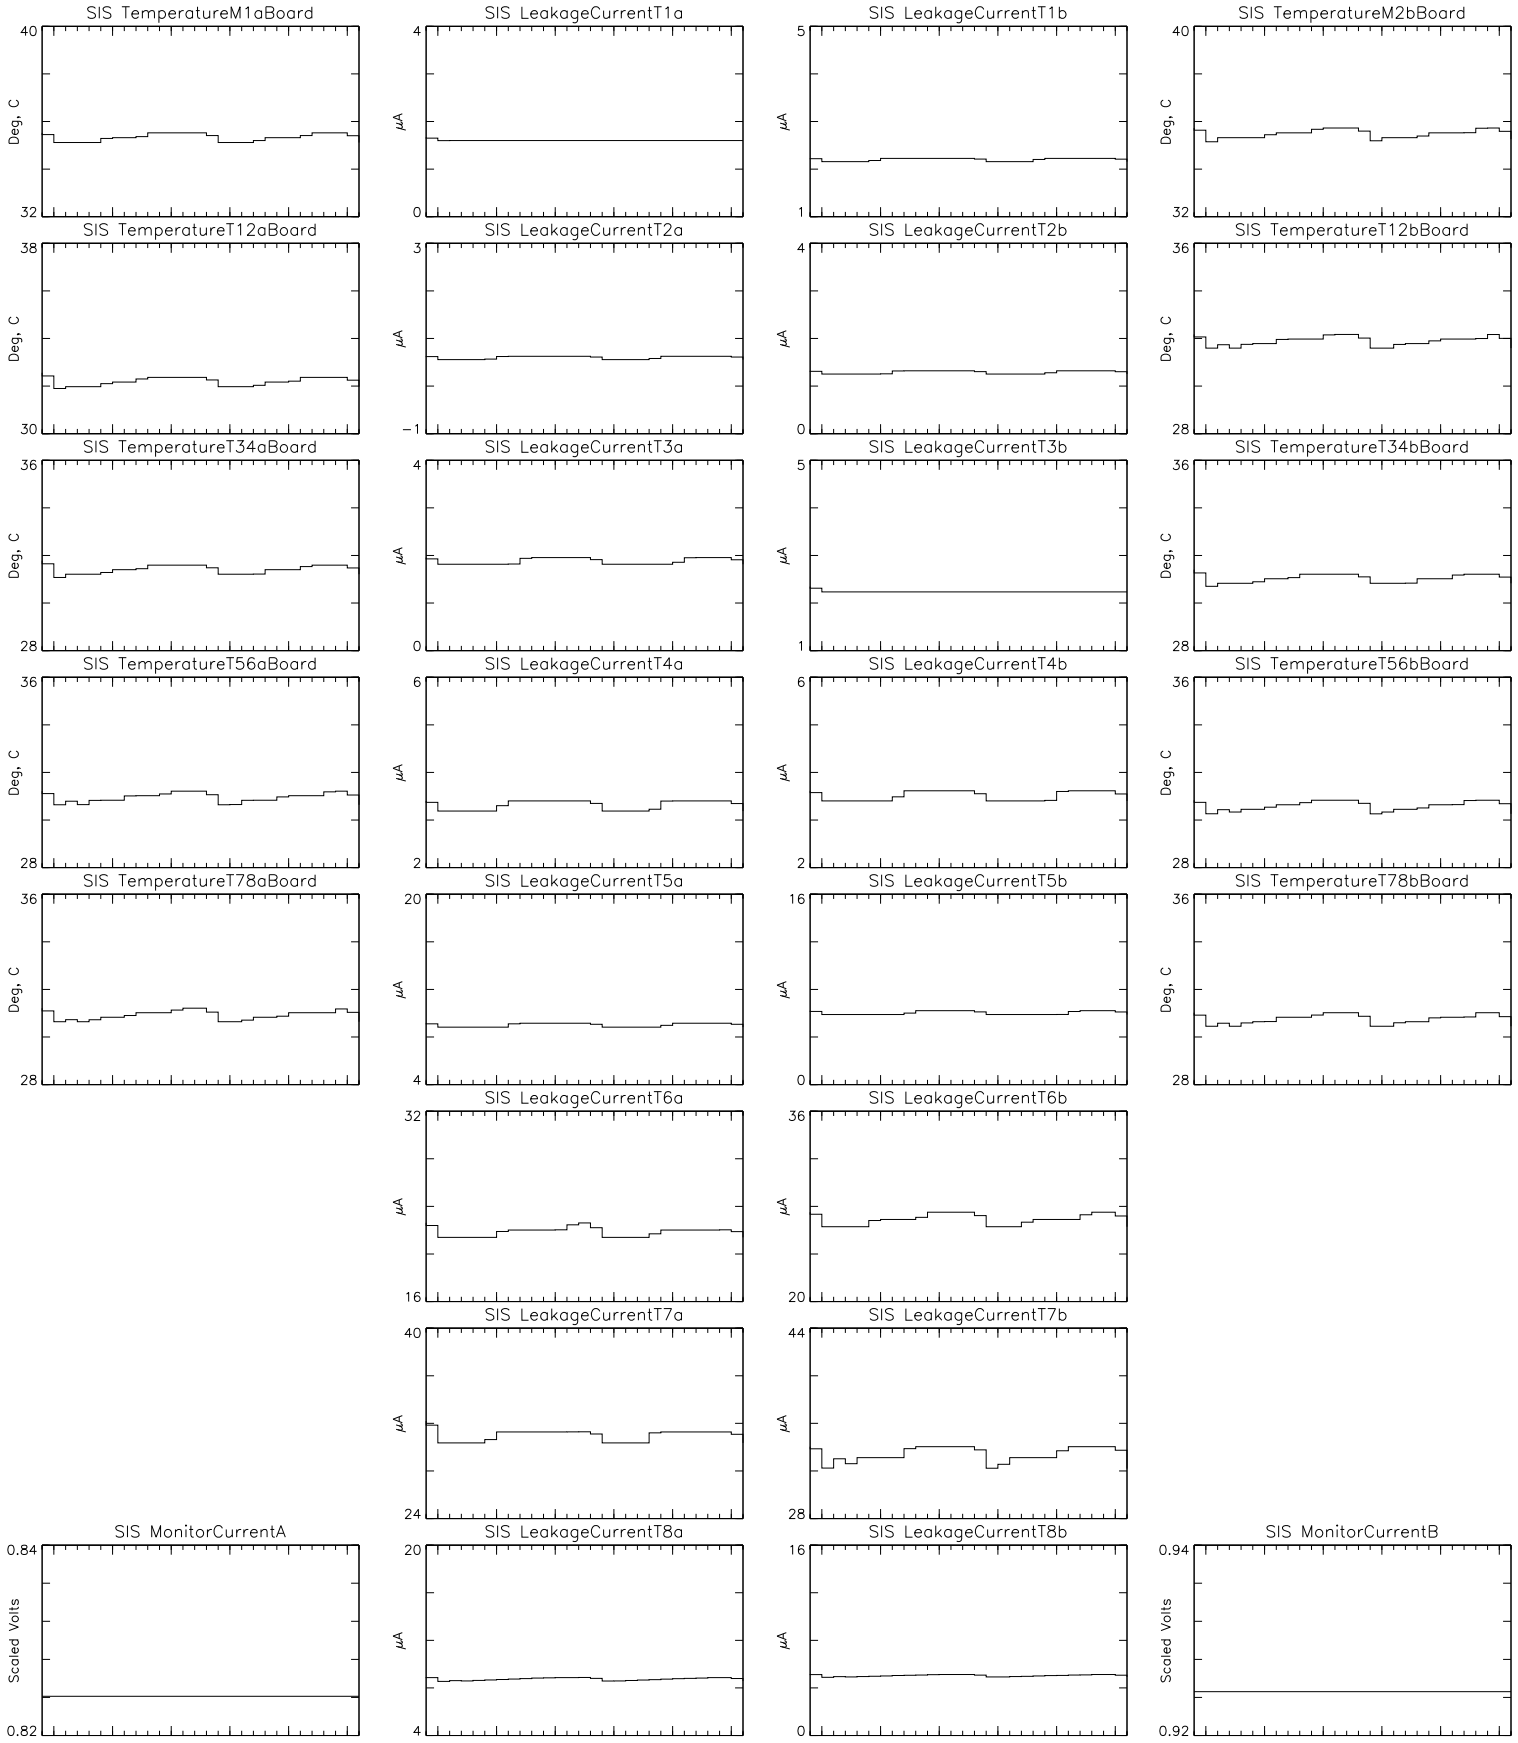 SIS TemperatureM1aBoard SIS LeakageCurrentT1a SIS LeakageCurrentT1b SIS TemperatureM2bBoard
40 4 5 40
Deg, C μA μA Deg, C
32 0 1 32
SIS TemperatureT12aBoard SIS LeakageCurrentT2a SIS LeakageCurrentT2b SIS TemperatureT12bBoard
38 3 4 36
Deg, C μA μA Deg, C
30 −1 0 28
SIS TemperatureT34aBoard SIS LeakageCurrentT3a SIS LeakageCurrentT3b SIS TemperatureT34bBoard
36 4 5 36
Deg, C μA μA Deg, C
28 0 1 28
SIS TemperatureT56aBoard SIS LeakageCurrentT4a SIS LeakageCurrentT4b SIS TemperatureT56bBoard
36 6 6 36
Deg, C μA μA Deg, C
28 2 2 28
SIS TemperatureT78aBoard SIS LeakageCurrentT5a SIS LeakageCurrentT5b SIS TemperatureT78bBoard
36 20 16 36
Deg, C μA μA Deg, C
28 4 0 28
SIS LeakageCurrentT6a SIS LeakageCurrentT6b
32 36
μA μA
16 20
SIS LeakageCurrentT7a SIS LeakageCurrentT7b
40 44
μA μA
24 28
SIS MonitorCurrentA SIS LeakageCurrentT8a SIS LeakageCurrentT8b SIS MonitorCurrentB
0.84 20 16 0.94
Scaled Volts μA μA Scaled Volts
0.82 4 0 0.92